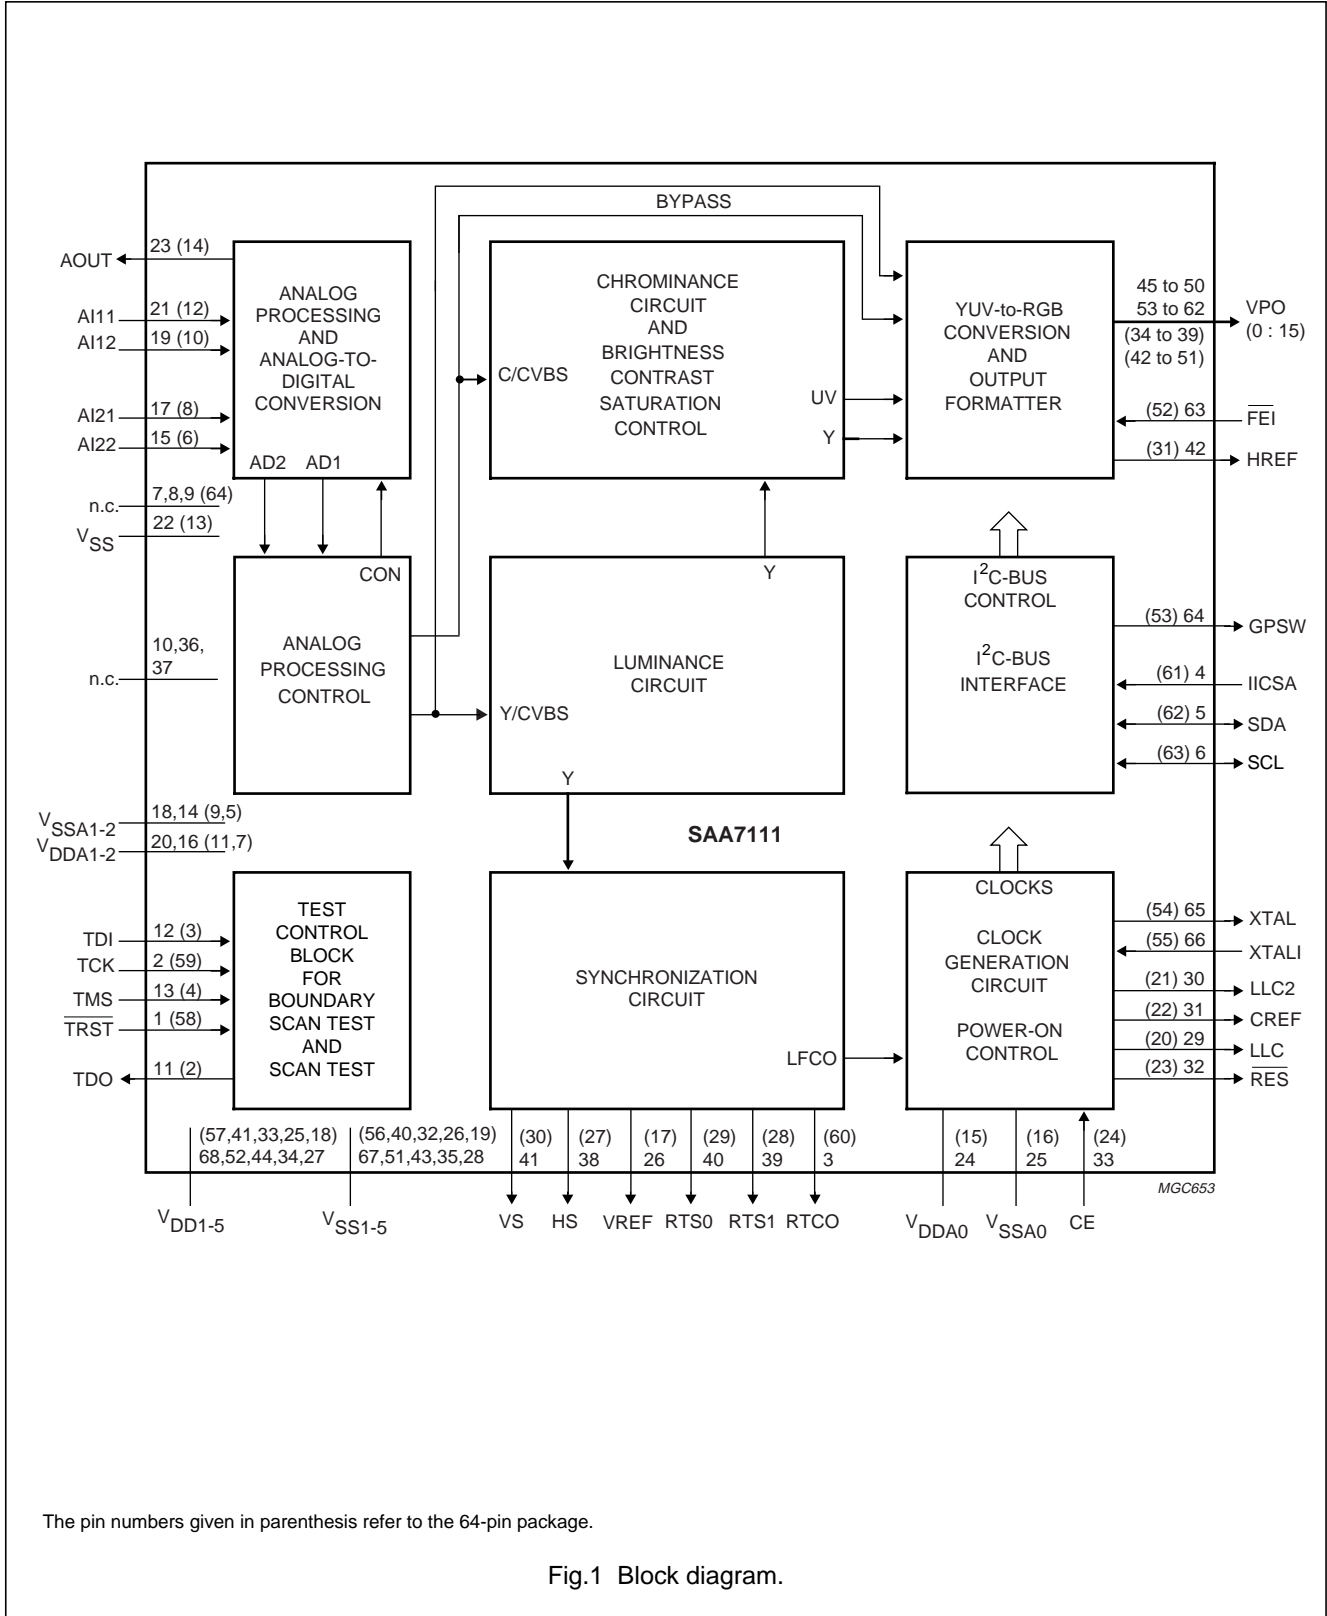 BYPASS
AOUT
23 (14)
AI11
21 (12)
AI12
19 (10)
AI21
17 (8)
AI22
15 (6)
n.c.
7,8,9 (64)
VSS
22 (13)
ANALOG
PROCESSING
AND
ANALOG-TO-
DIGITAL
CONVERSION
AD2
AD1
CHROMINANCE
CIRCUIT
AND
BRIGHTNESS
CONTRAST
SATURATION
CONTROL
C/CVBS
UV
Y
YUV-to-RGB
CONVERSION
AND
OUTPUT
FORMATTER
45 to 50
53 to 62
(34 to 39)
(42 to 51)
VPO
(0 : 15)
(52) 63
FEI
(31) 42
HREF
n.c.
10,36,
37
CON
ANALOG
PROCESSING
CONTROL
Y
LUMINANCE
CIRCUIT
Y/CVBS
Y
I2C-BUS
CONTROL
I2C-BUS
INTERFACE
(53) 64
GPSW
(61) 4
IICSA
(62) 5
SDA
(63) 6
SCL
VSSA1-2
18,14 (9,5)
VDDA1-2
20,16 (11,7)
SAA7111
TDI
12 (3)
TCK
2 (59)
TMS
13 (4)
TRST
1 (58)
TDO
11 (2)
TEST
CONTROL
BLOCK
FOR
BOUNDARY
SCAN TEST
AND
SCAN TEST
SYNCHRONIZATION
CIRCUIT
LFCO
CLOCKS
CLOCK
GENERATION
CIRCUIT
POWER-ON
CONTROL
(54) 65
XTAL
(55) 66
XTALI
(21) 30
LLC2
(22) 31
CREF
(20) 29
LLC
(23) 32
RES
(57,41,33,25,18)
68,52,44,34,27
VDD1-5
(56,40,32,26,19)
67,51,43,35,28
VSS1-5
(30)
41
VS
(27)
38
HS
(17)
26
VREF
(29)
40
RTS0
(28)
39
RTS1
(60)
3
RTCO
(15)
24
VDDA0
(16)
25
VSSA0
(24)
33
CE
MGC653
The pin numbers given in parenthesis refer to the 64-pin package.
Fig.1 Block diagram.